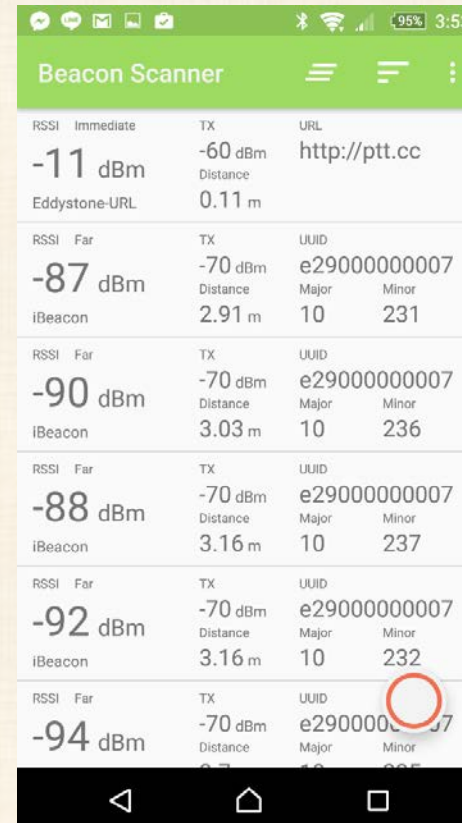 95% 3:5
Beacon Scanner
RSSI Immediate TX URL
-11 dBm -60 dBm http://ptt.cc
Distance
Eddystone-URL 0.11 m
RSSI Far TX UUID
-87 dBm -70 dBm e29000000007
Distance Major Minor
iBeacon 2.91 m 10 231
RSSI Far TX UUID
-90 dBm -70 dBm e29000000007
Distance Major Minor
iBeacon 3.03 m 10 236
RSSI Far TX UUID
-88 dBm -70 dBm e29000000007
Distance Major Minor
iBeacon 3.16 m 10 237
RSSI Far TX UUID
-92 dBm -70 dBm e29000000007
Distance Major Minor
iBeacon 3.16 m 10 232
RSSI Far TX UUID
-94 dBm -70 dBm
Distance Major Minor